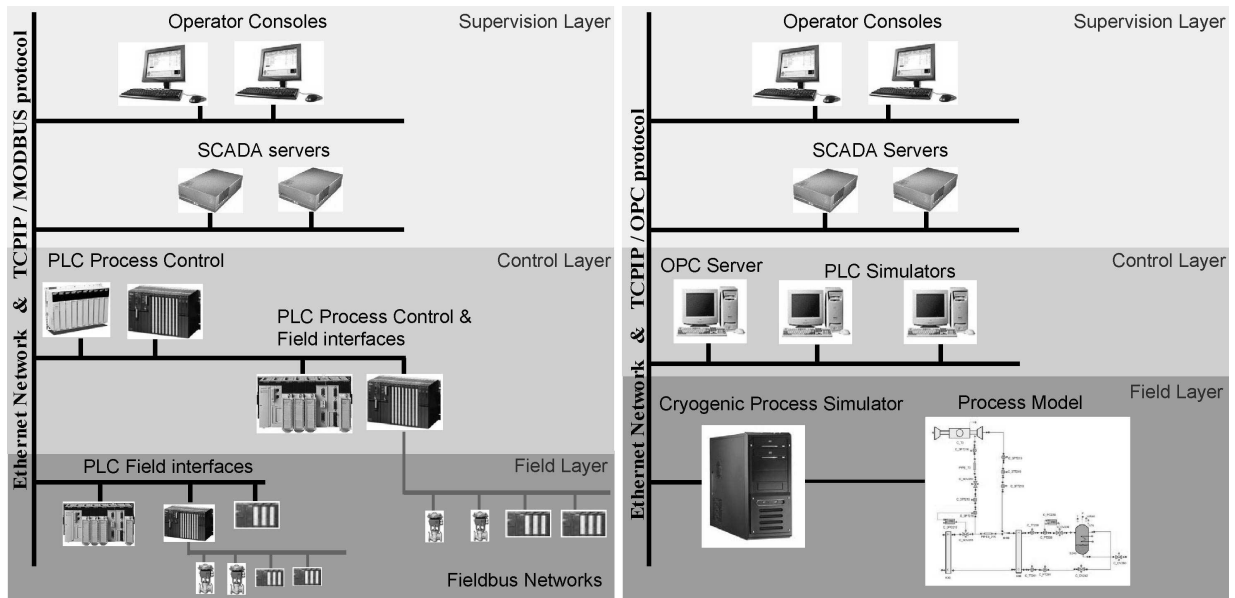 Operator Consoles
Supervision Layer
SCADA servers
PLC Process Control
Control Layer
PLC Process Control &
Field interfaces
PLC Field interfaces
Field Layer
Fieldbus Networks
Ethernet Network & TCPIP / MODBUS protocol
Operator Consoles
Supervision Layer
SCADA Servers
Control Layer
OPC Server
PLC Simulators
Field Layer
Cryogenic Process Simulator
Process Model
Ethernet Network & TCPIP / OPC protocol